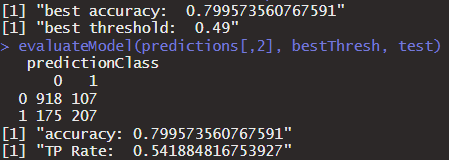 [1] "best accuracy:  0.799573560767591"
[1] "best threshold:  0.49"
> evaluateModel(predictions[,2], bestThresh, test)
   predictionClass
      0   1
  0 918 107
  1 175 207
[1] "accuracy: 0.799573560767591"
[1] "TP Rate:  0.541884816753927"